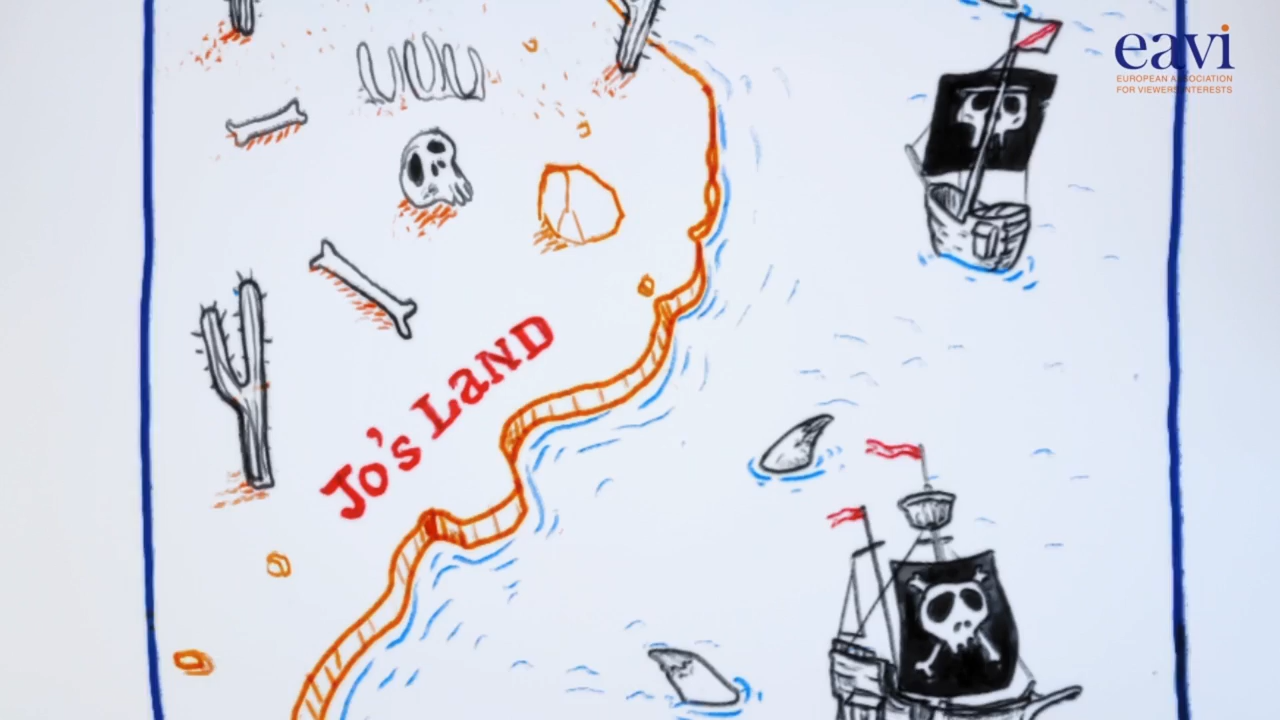 eavi
EUROPEAN ASSOCIATION
FOR VIEWERS INTERESTS
Jo's LaND